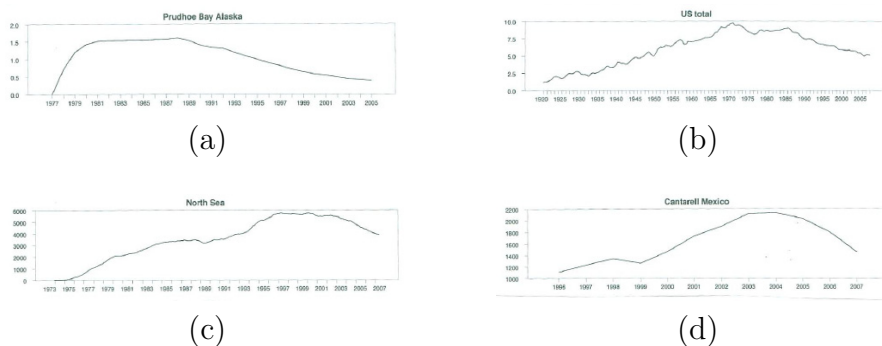 Prudhoe Bay Alaska
2.0
1.5
1.0
0.5
0.0
1977 1979 1981 1983 1985 1987 1989 1991 1993 1995 1997 1999 2001 2003 2005
(a)
US total
10.0
7.5
5.0
2.5
0.0
1920 1925 1930 1935 1940 1945 1950 1955 1960 1965 1970 1975 1980 1985 1990 1995 2000 2005
(b)
North Sea
6000
5000
4000
3000
2000
1000
0
1973 1975 1977 1979 1981 1983 1985 1987 1989 1991 1993 1995 1997 1999 2001 2003 2005 2007
(c)
Cantarell Mexico
2200
2000
1800
1600
1400
1200
1000
1996 1997 1998 1999 2000 2001 2002 2003 2004 2005 2006 2007
(d)